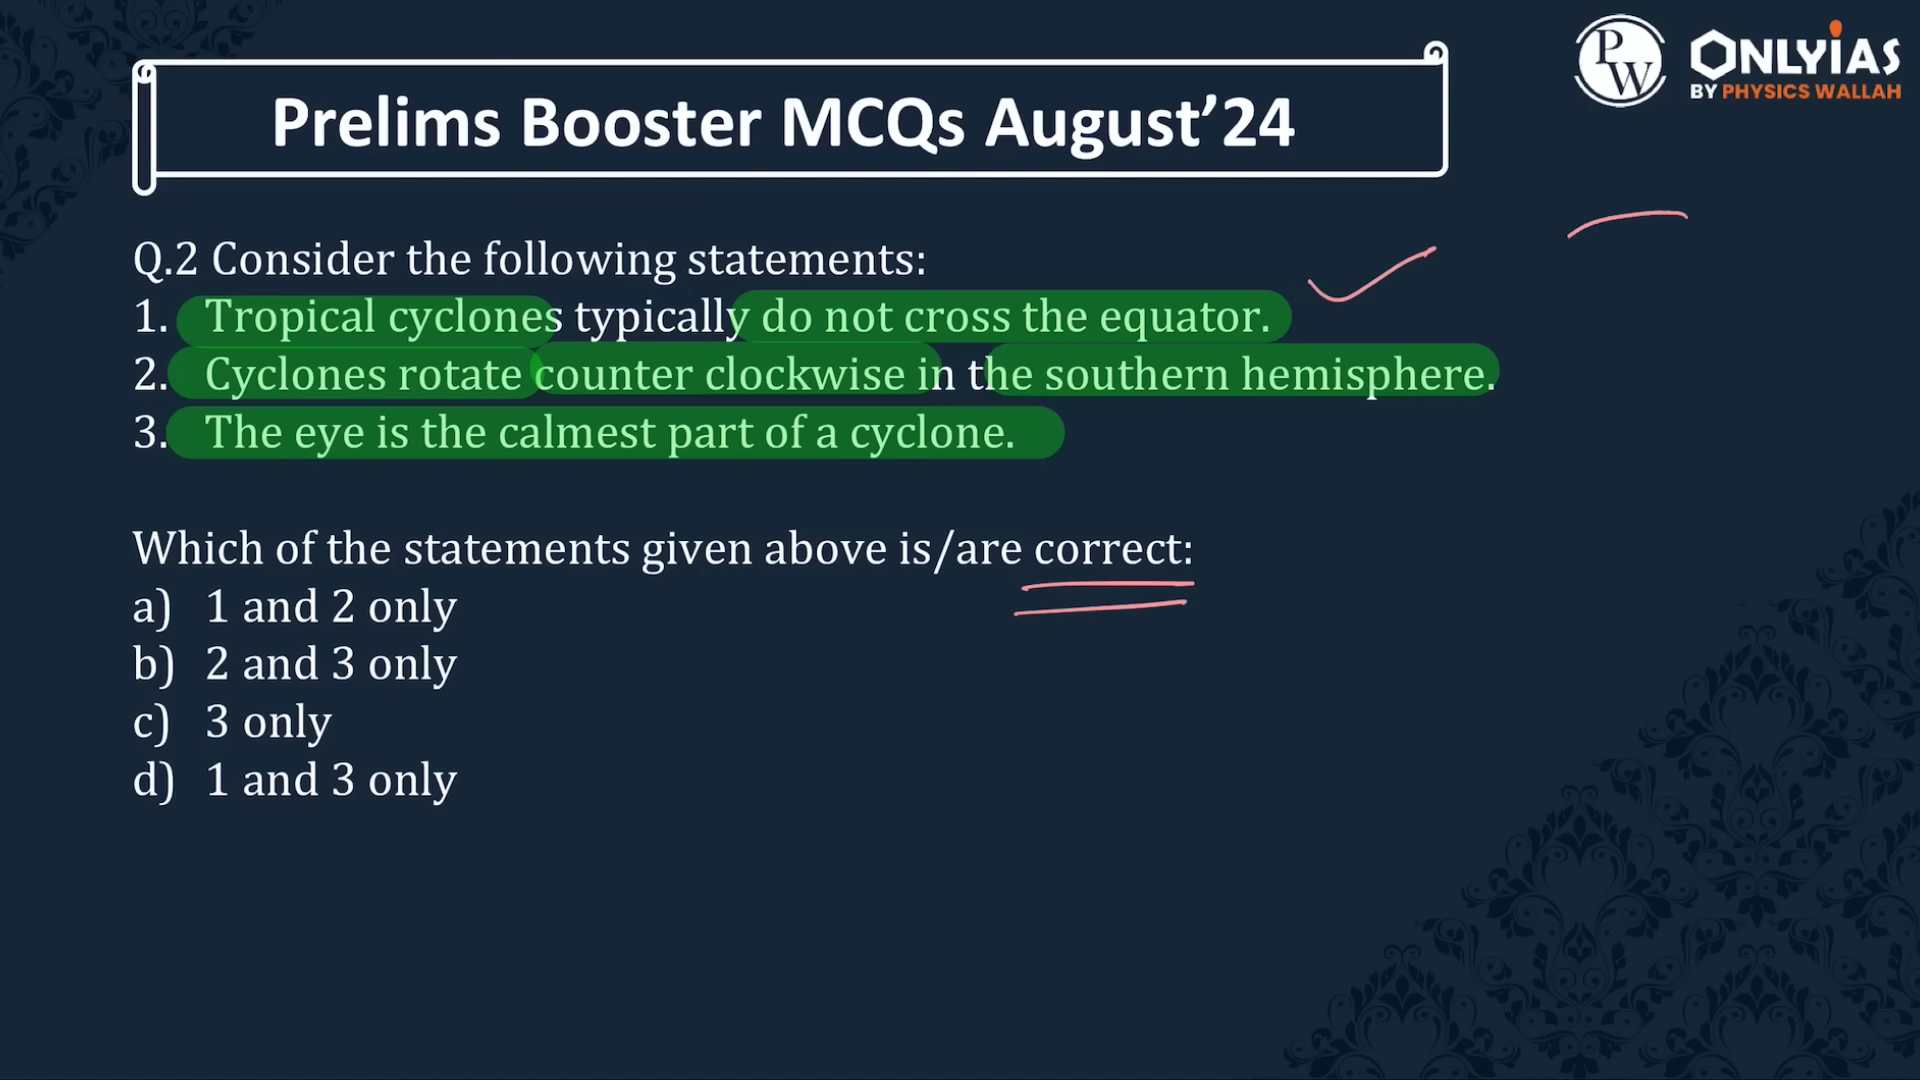 PW
ONLYIAS
BY PHYSICS WALLAH
Prelims Booster MCQs August’24
Q.2 Consider the following statements:
1. Tropical cyclones typically do not cross the equator.
2. Cyclones rotate counter clockwise in the southern hemisphere.
3. The eye is the calmest part of a cyclone.
Which of the statements given above is/are correct:
a) 1 and 2 only
b) 2 and 3 only
c) 3 only
d) 1 and 3 only